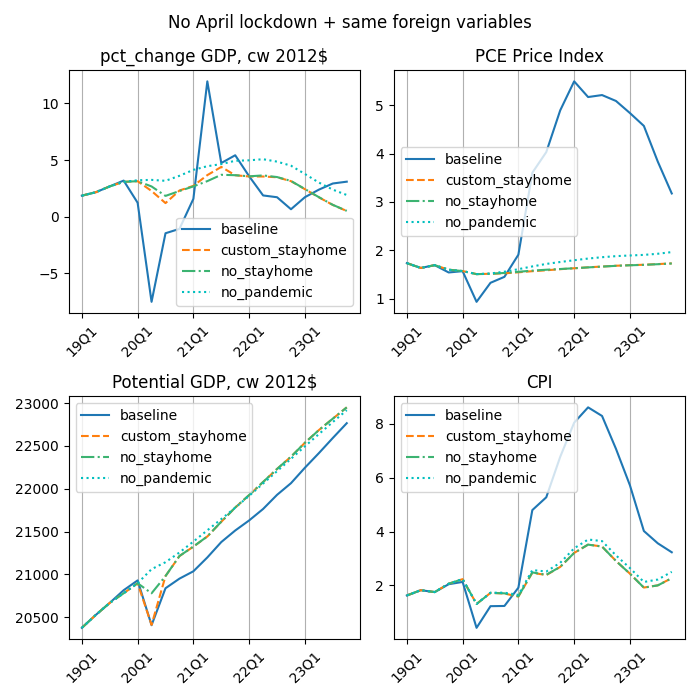 No April lockdown + same foreign variables
pct_change GDP, cw 2012$
10
5
0
−5
baseline
custom_stayhome
no_stayhome
no_pandemic
19Q1
20Q1
21Q1
22Q1
23Q1
PCE Price Index
5
4
3
2
1
baseline
custom_stayhome
no_stayhome
no_pandemic
19Q1
20Q1
21Q1
22Q1
23Q1
Potential GDP, cw 2012$
23000
22500
22000
21500
21000
20500
baseline
custom_stayhome
no_stayhome
no_pandemic
19Q1
20Q1
21Q1
22Q1
23Q1
CPI
8
6
4
2
baseline
custom_stayhome
no_stayhome
no_pandemic
19Q1
20Q1
21Q1
22Q1
23Q1